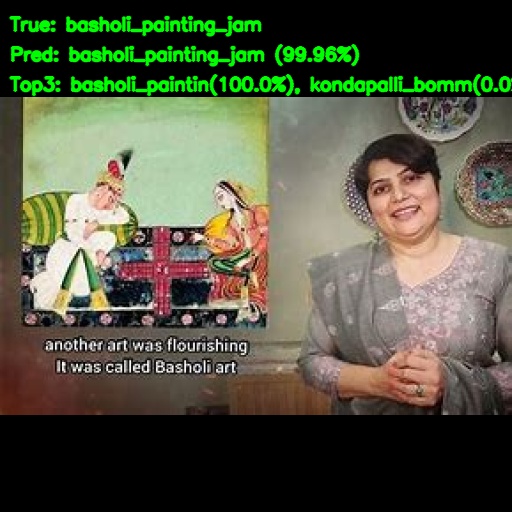 True: basholi_painting_jam
Pred: basholi_painting_jam (99.96%)
Top3: basholi_paintin(100.0%), kondapalli_bomm(0.0
another art was flourishing
It was called Basholi art